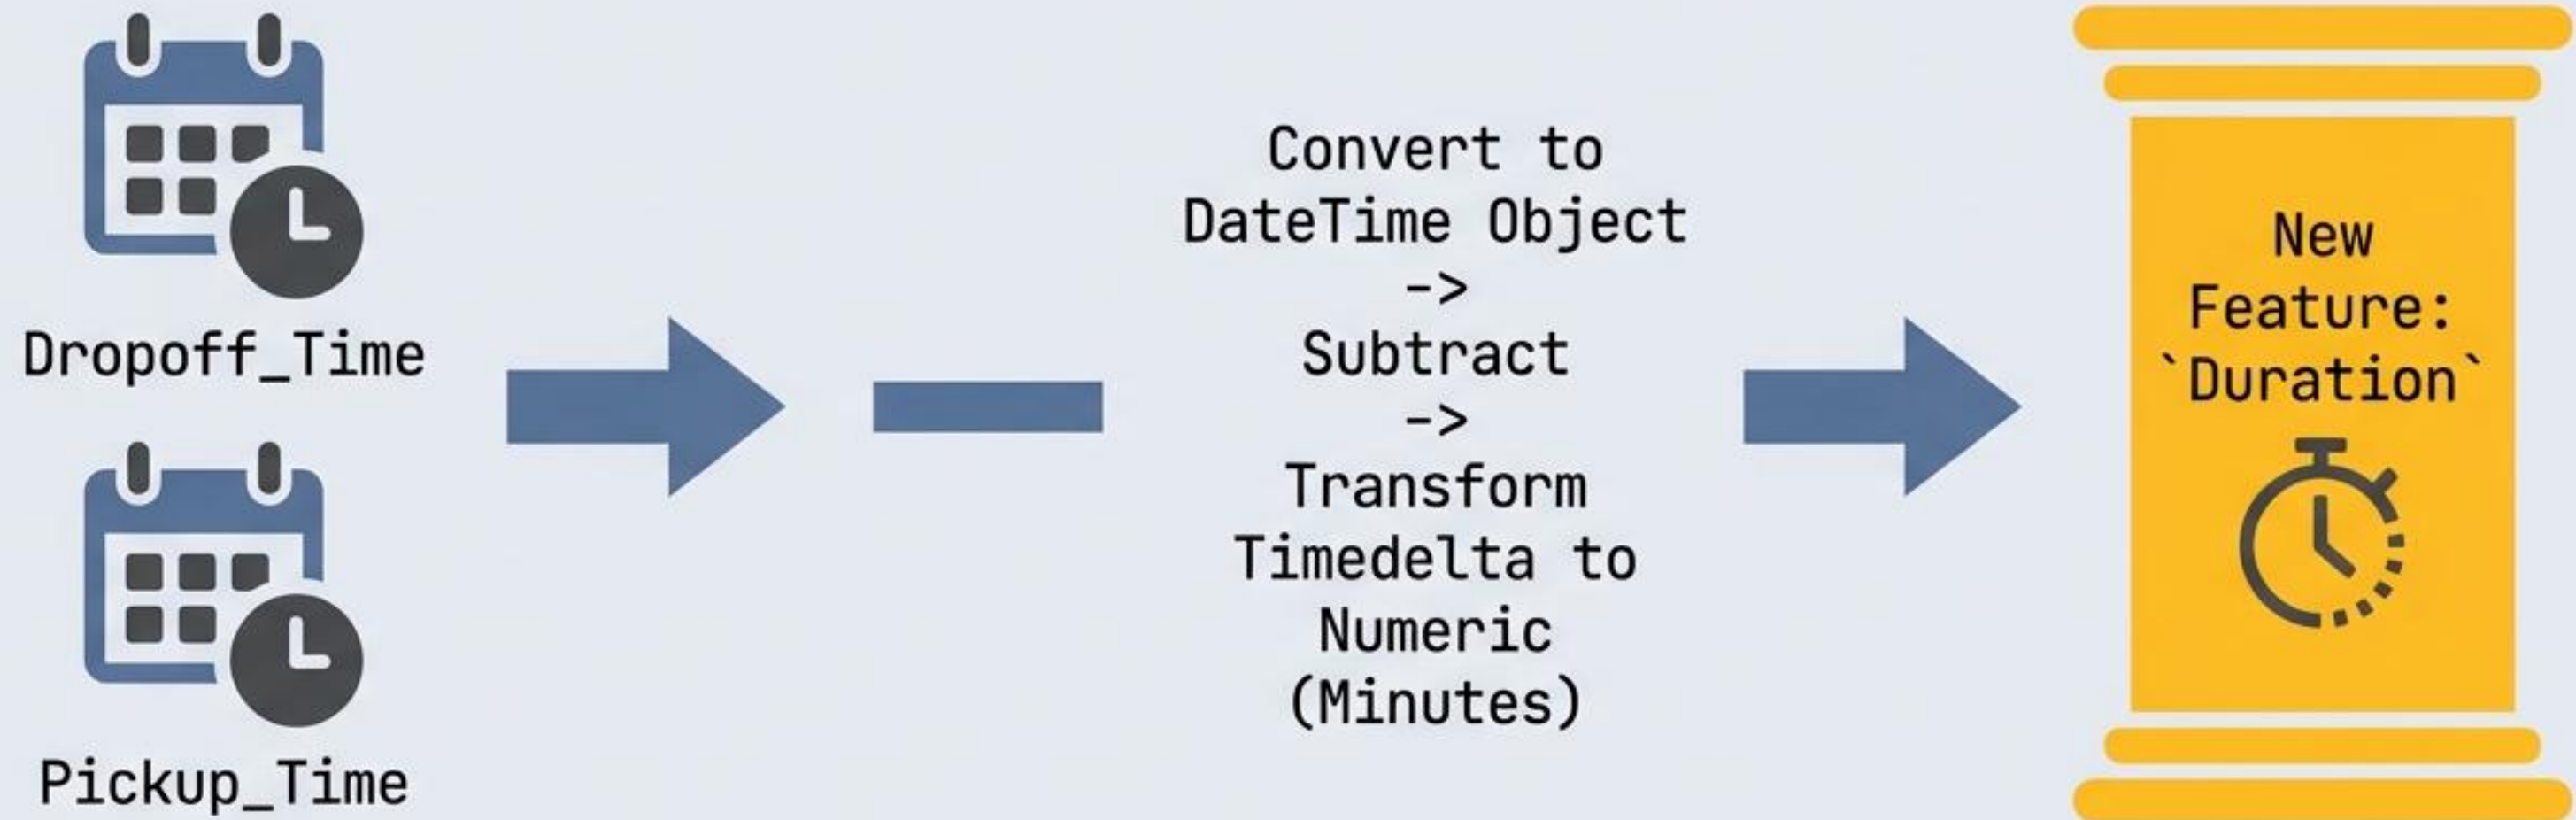 Dropoff_Time
Pickup_Time
Convert to
DateTime Object
->
Subtract
->
Transform
Timedelta to
Numeric
(Minutes)
New
Feature:
`Duration`